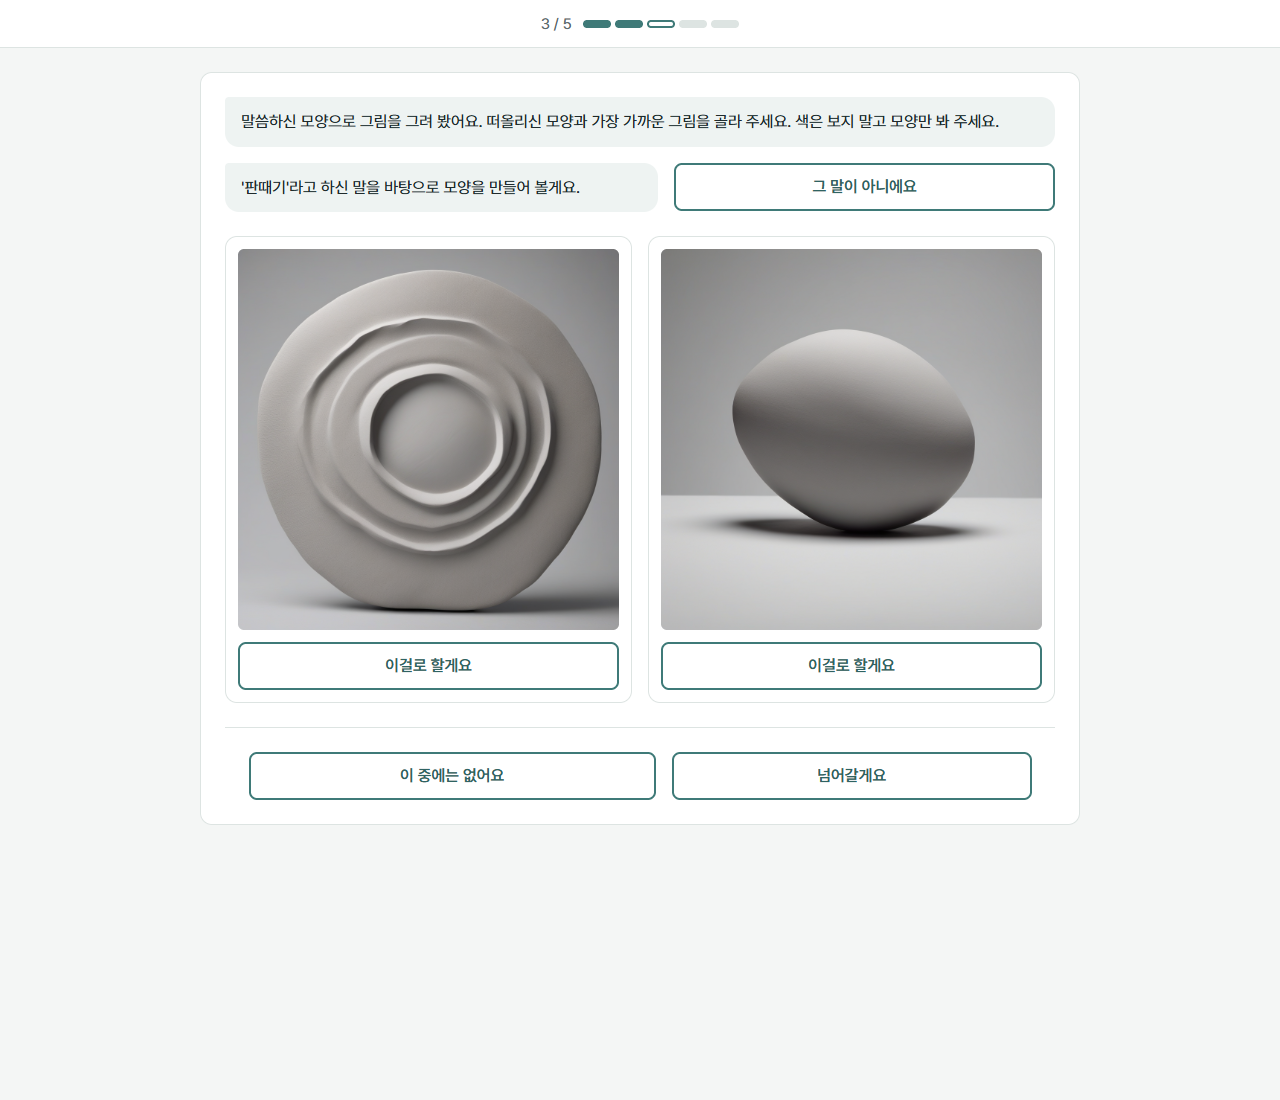 3 / 5
말씀하신 모양으로 그림을 그려 봤어요. 떠올리신 모양과 가장 가까운 그림을 골라 주세요. 색은 보지 말고 모양만 봐 주세요.
'판때기'라고 하신 말을 바탕으로 모양을 만들어 볼게요.
그 말이 아니에요
이걸로 할게요
이걸로 할게요
이 중에는 없어요
넘어갈게요